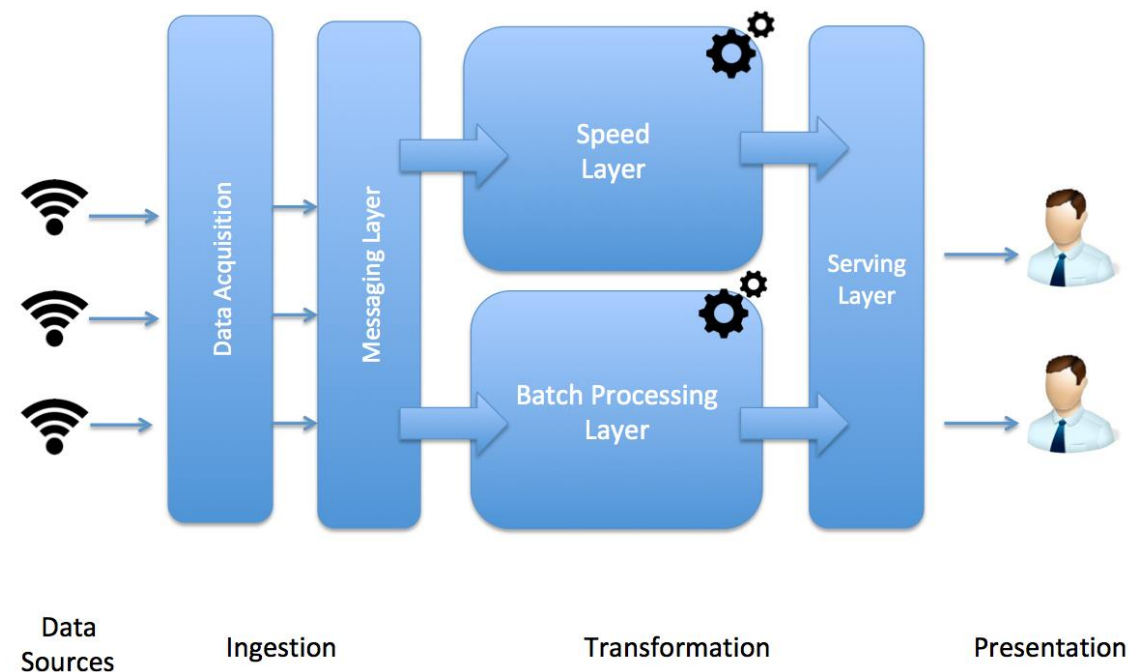 Data Acquisition
Messaging Layer
Speed
Layer
Batch Processing
Layer
Serving
Layer
Data
Sources
Ingestion
Transformation
Presentation